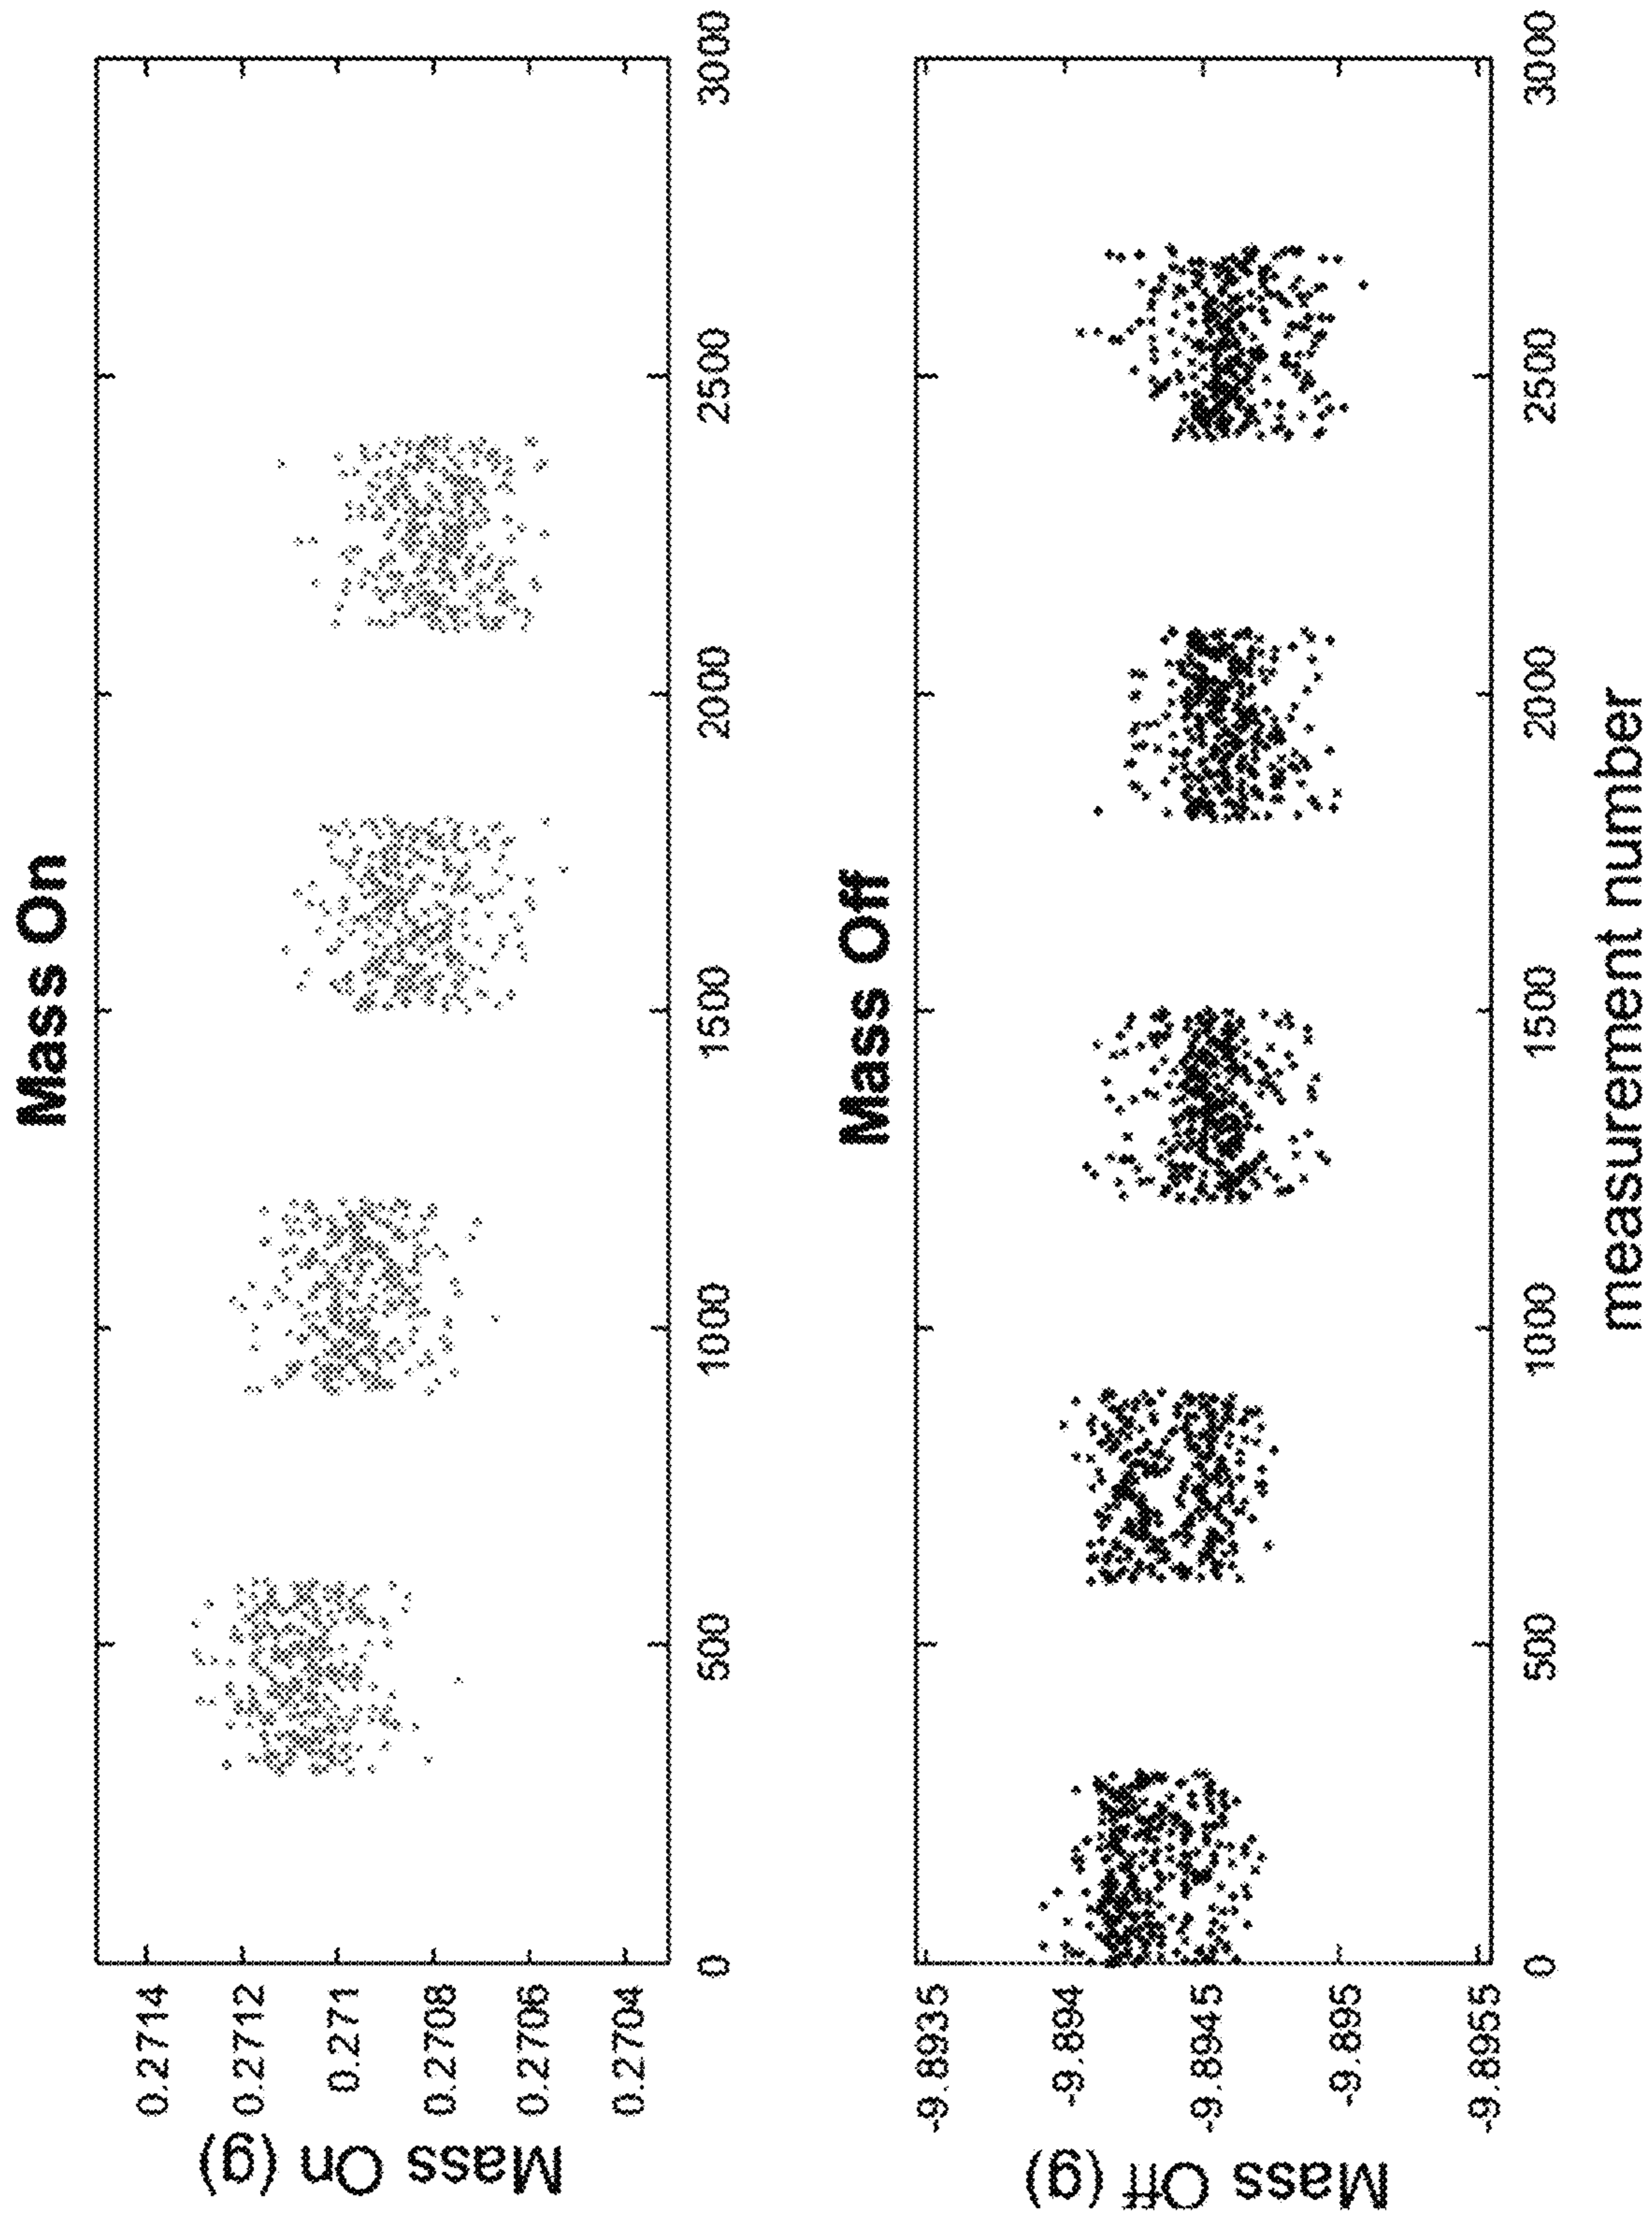 Mass On
Mass On (g)
0.2714
0.2712
0.271
0.2708
0.2706
0.2704
0 500 1000 1500 2000 2500 3000
Mass Off
Mass Off (g)
-9.8935
-9.894
-9.8945
-9.895
-9.8955
0 500 1000 1500 2000 2500 3000
measurement number